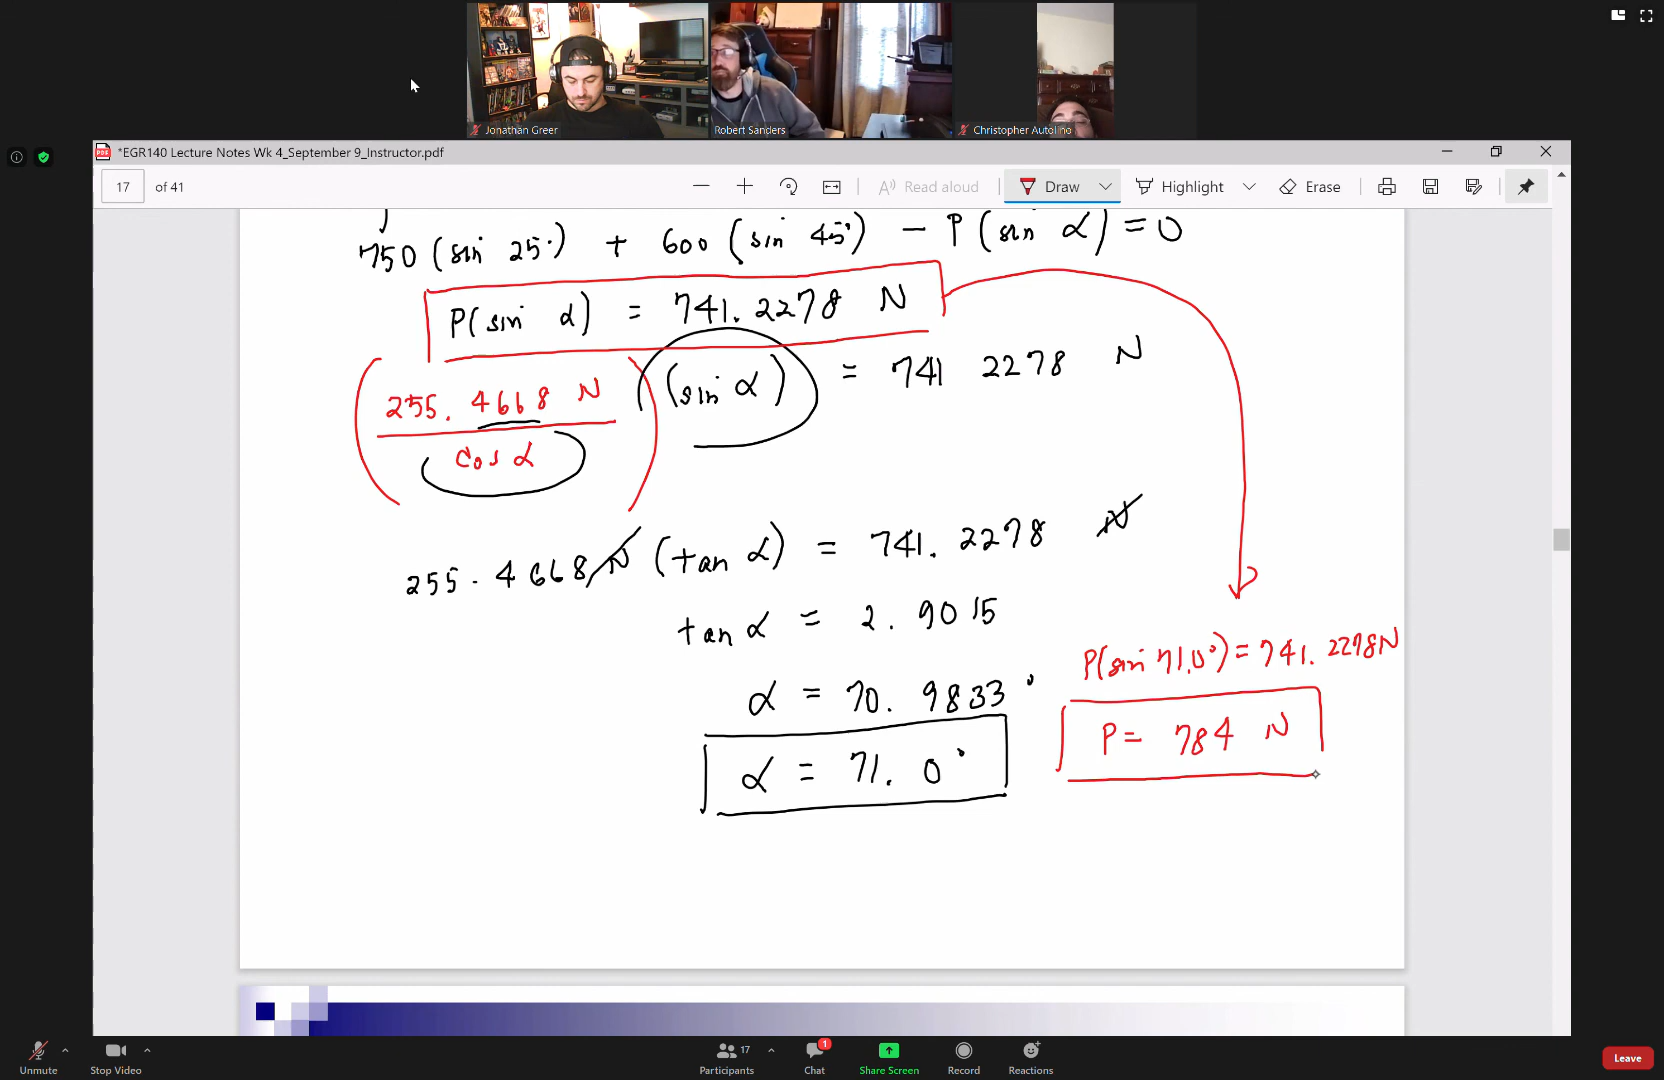 Jonathan Greer
Robert Sanders
Christopher Autolino
*EGR140 Lecture Notes Wk 4_September 9_Instructor.pdf
17 of 41
Read aloud
Draw
Highlight
Erase
750 (sin 25°) + 600 (sin 45°) - P (sin α) = 0
P(sin α) = 741.2278 N
(255.4668 N / cos α) (sin α) = 741 2278 N
255.4668 N (tan α) = 741.2278 N
tan α = 2.9015
α = 70.9833°
α = 71.0°
P(sin 71.0°) = 741.2278N
P = 784 N
Unmute
Stop Video
17
Participants
1
Chat
Share Screen
Record
Reactions
Leave